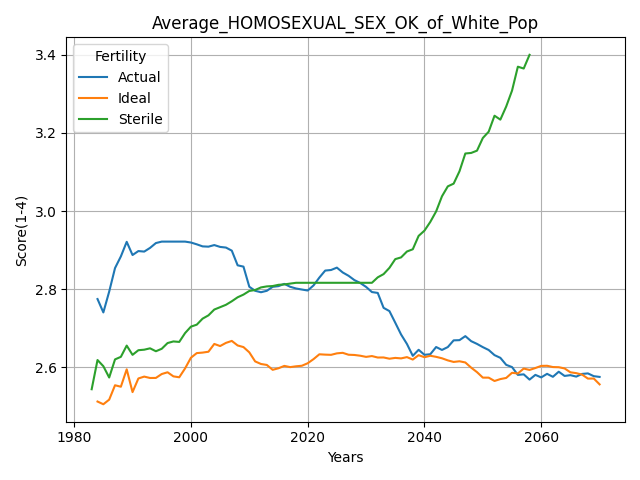 Average_HOMOSEXUAL_SEX_OK_of_White_Pop
Score(1-4)
3.4
3.2
3.0
2.8
2.6
Fertility
Actual
Ideal
Sterile
1980
2000
2020
2040
2060
Years